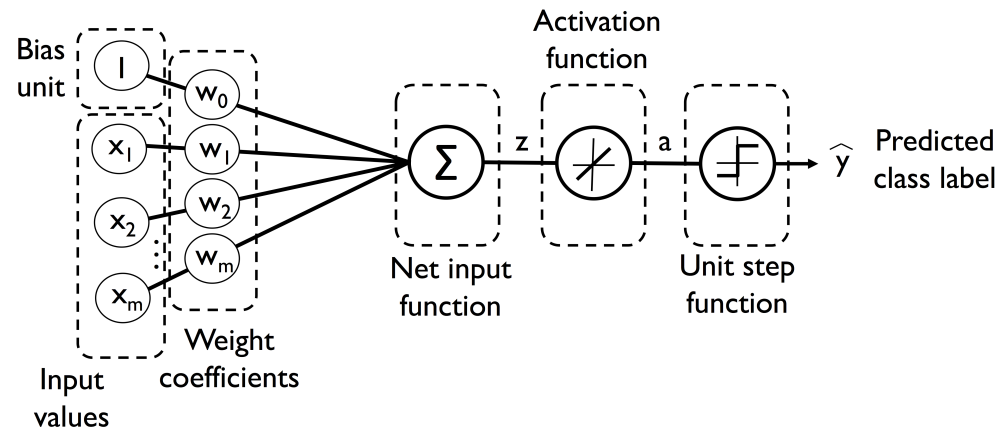 Activation
function
Bias
unit
1
w0
x1
w1
x2
w2
⋮
xm
wm
Σ
z
a
ŷ
Predicted
class label
Net input
function
Unit step
function
Weight
coefficients
Input
values